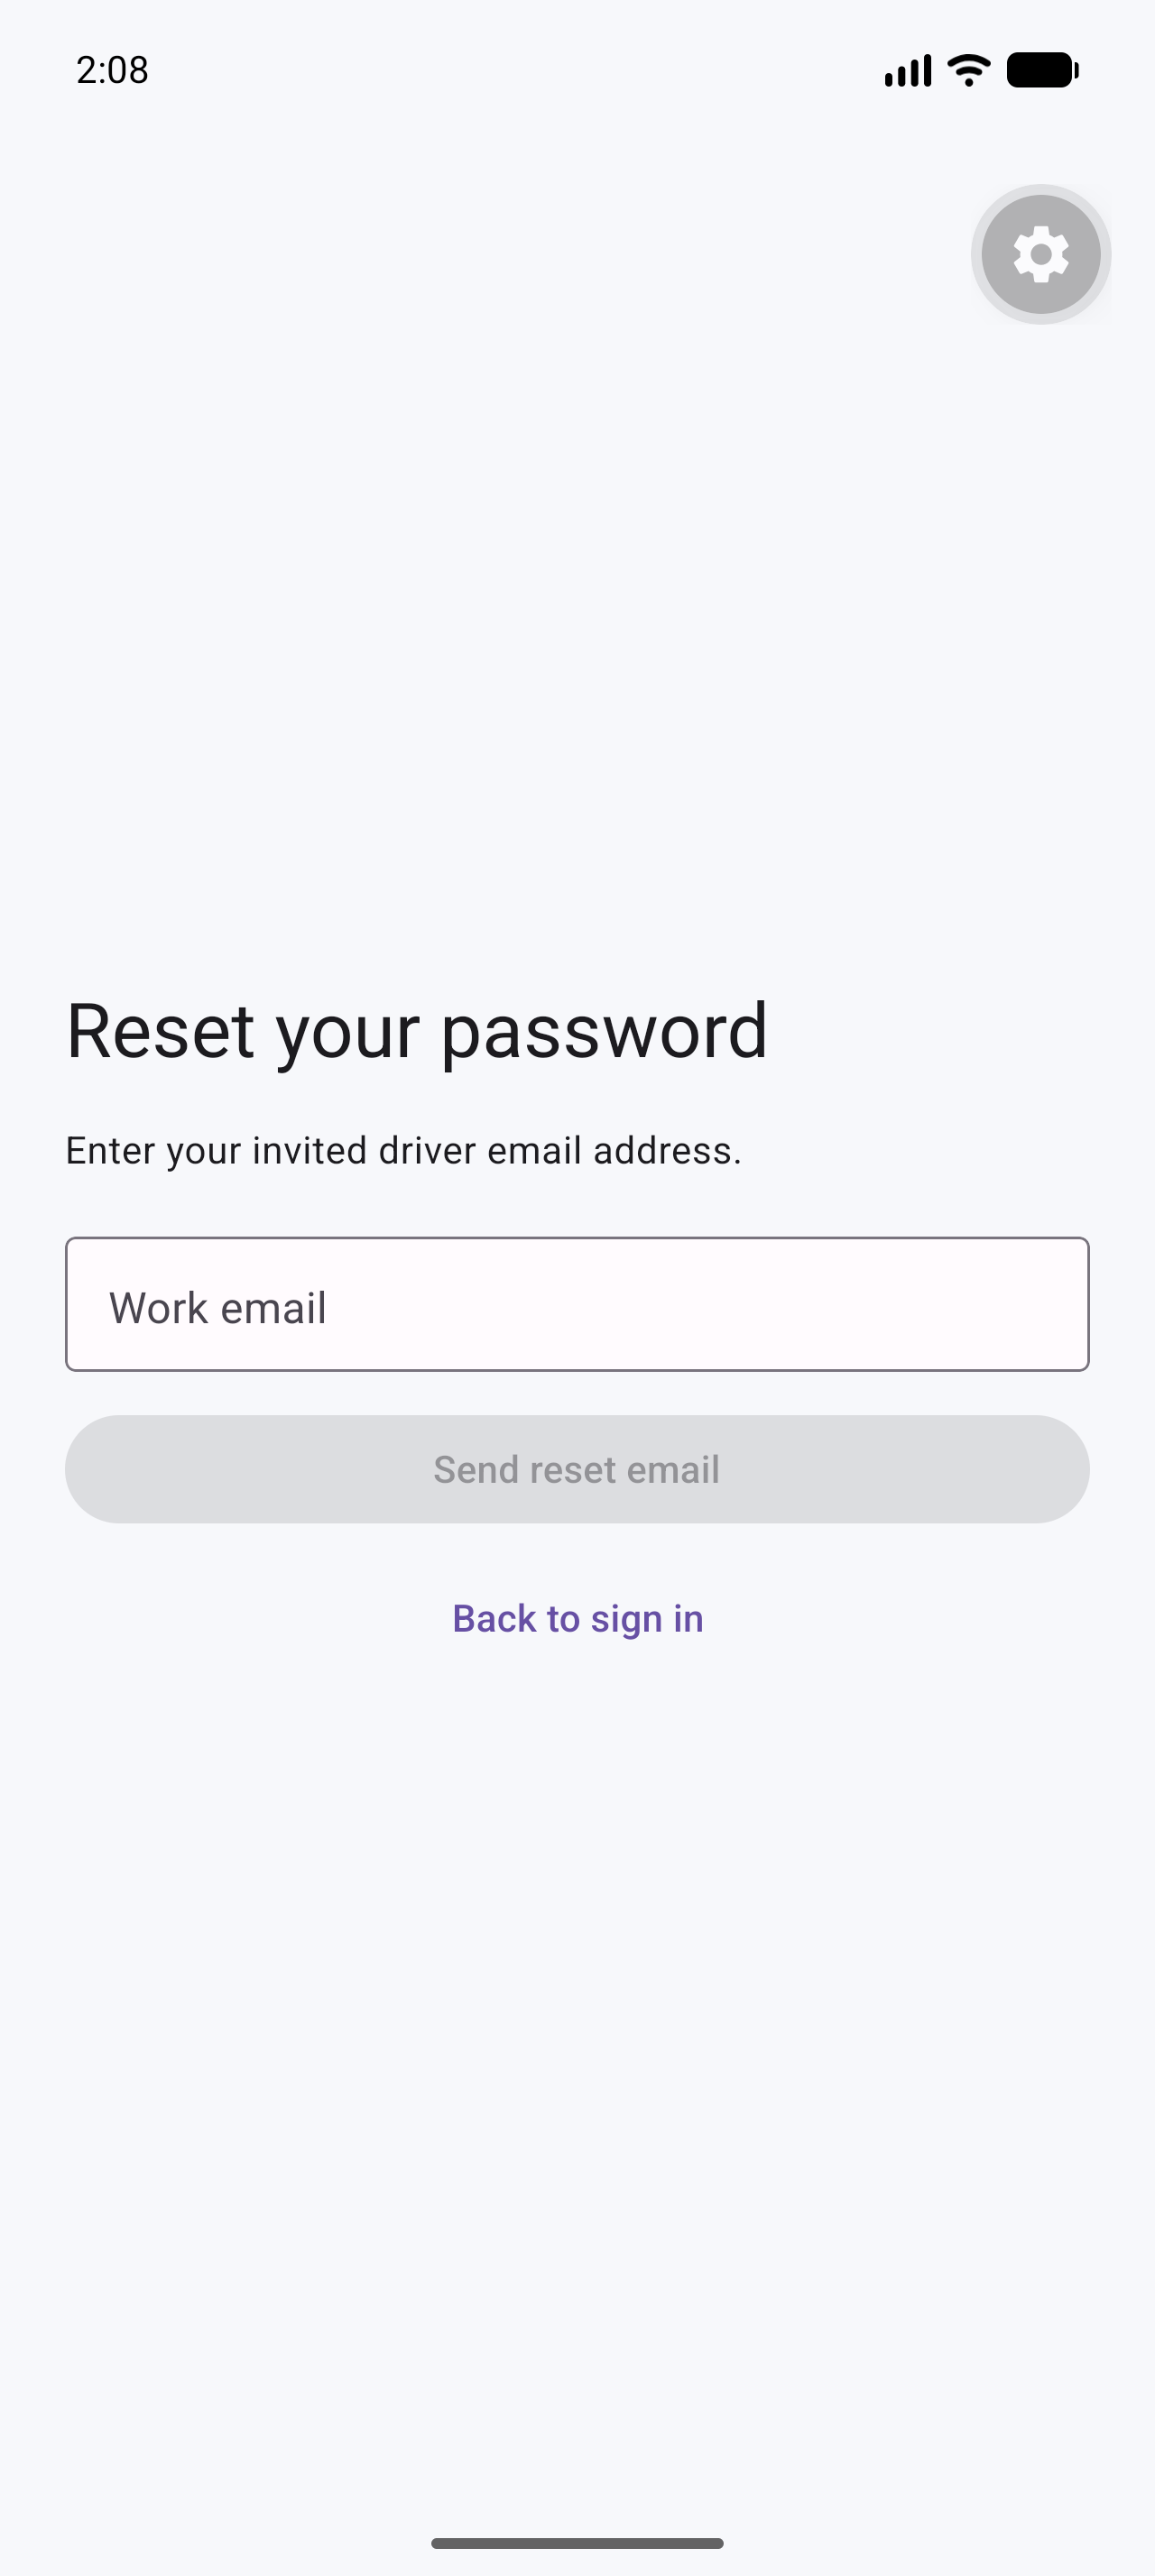 2:08
Reset your password
Enter your invited driver email address.
Work email
Send reset email
Back to sign in